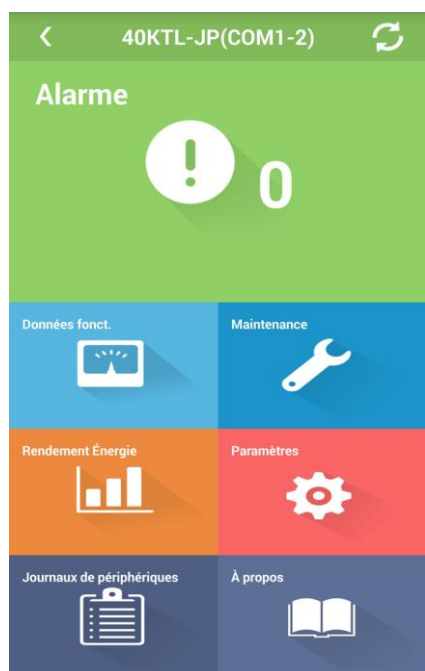 40KTL-JP(COM1-2)
Alarme
0
Données fonct.
Maintenance
Rendement Énergie
Paramètres
Journaux de périphériques
À propos